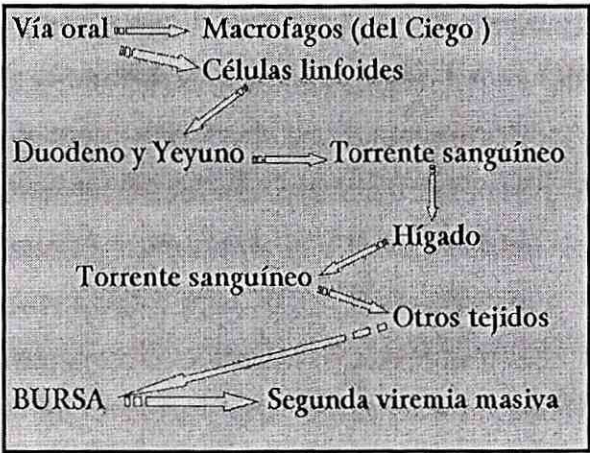 Vía oral Macrofagos (del Ciego )
Células linfoides
Duodeno y Yeyuno Torrente sanguíneo
Hígado
Torrente sanguíneo
Otros tejidos
BURSA Segunda viremia masiva